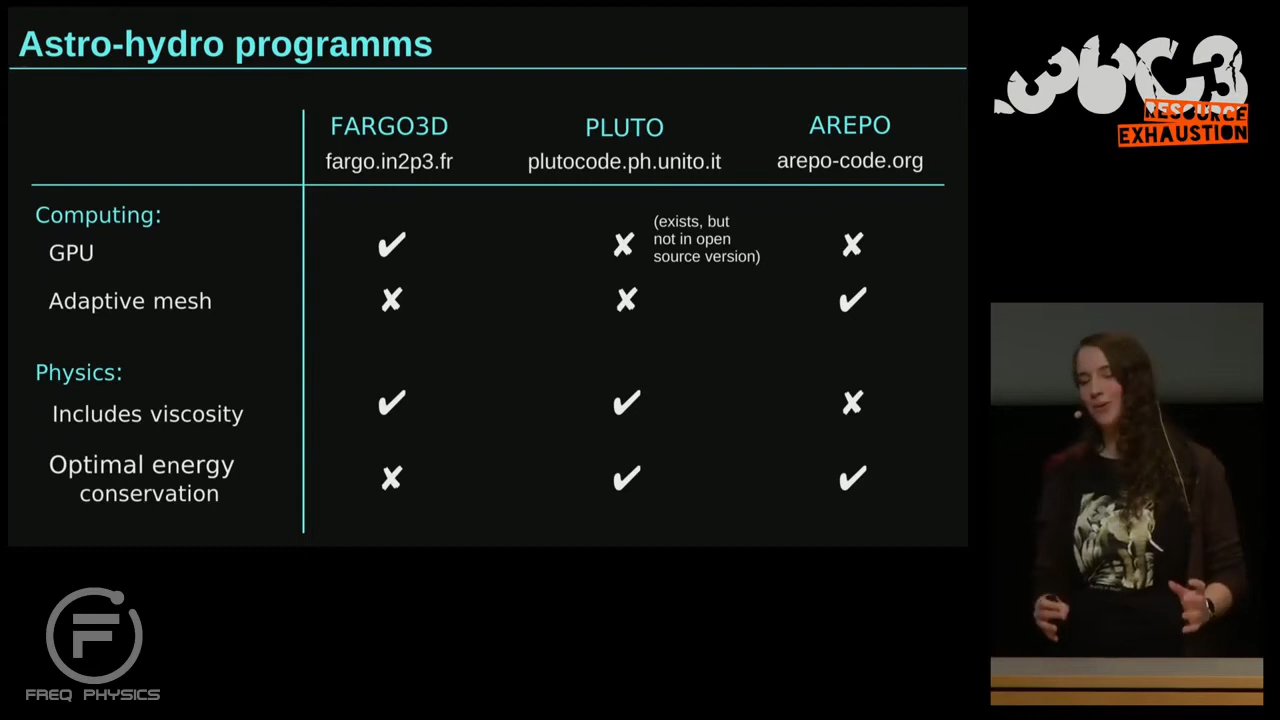 Astro-hydro programms
FARGO3D PLUTO AREPO
fargo.in2p3.fr plutocode.ph.unito.it arepo-code.org
Computing:
GPU ✔ ✘ (exists, but
not in open
source version) ✘
Adaptive mesh ✘ ✘ ✔
Physics:
Includes viscosity ✔ ✔ ✘
Optimal energy
conservation ✘ ✔ ✔
36C3
RESOURCE
EXHAUSTION
F
FREQ PHYSICS